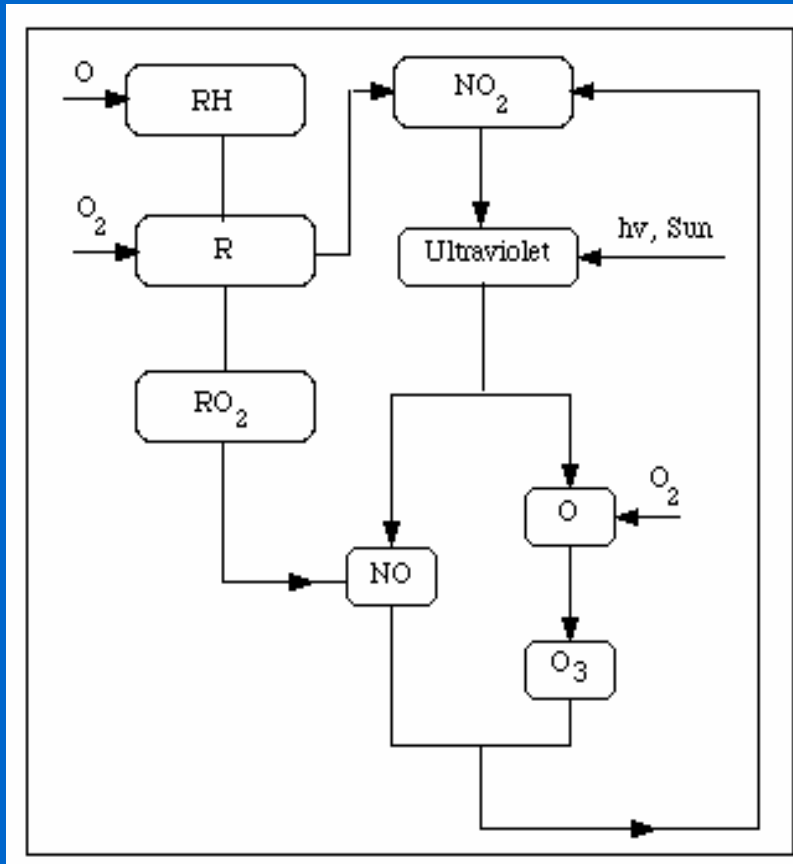 O
RH
NO₂
O₂
R
Ultraviolet
hv, Sun
RO₂
O₂
O
NO
O₃